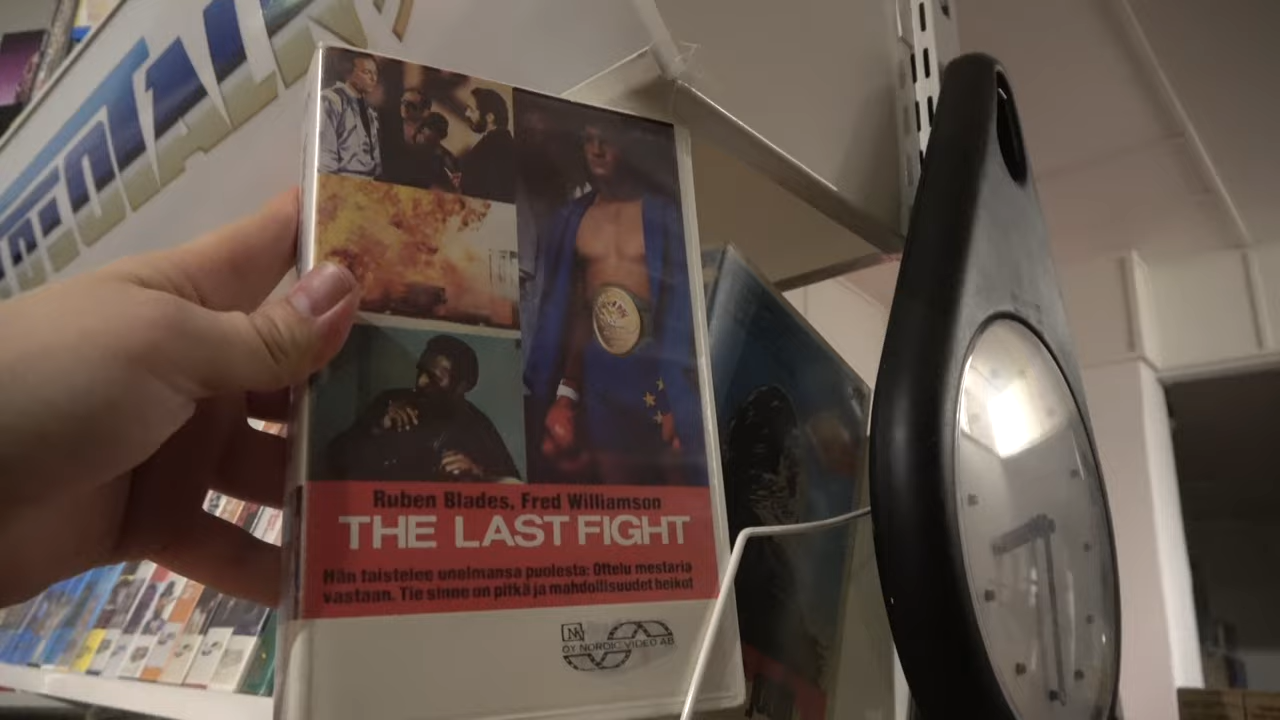 Ruben Blades, Fred Williamson
THE LAST FIGHT
Hän taistelee unelmansa puolesta: Ottelu mestaria
vastaan. Tie sinne on pitkä ja mahdollisuudet heikot
OY NORDIC VIDEO AB